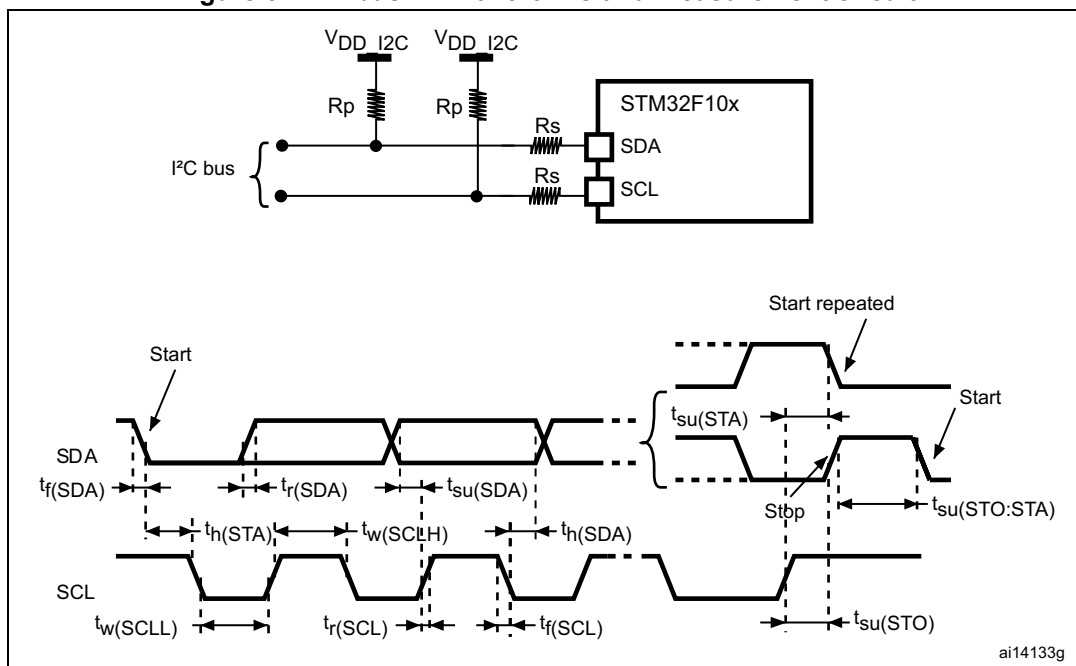 VDD_I2C VDD_I2C
STM32F10x
Rp Rp Rs
SDA
I²C bus
Rs
SCL
Start repeated
Start
Start
tsu(STA)
SDA
tf(SDA) tr(SDA) tsu(SDA)
Stop
tsu(STO:STA)
th(STA) tw(SCLH) th(SDA)
SCL
tw(SCLL) tr(SCL) tf(SCL) tsu(STO)
ai14133g